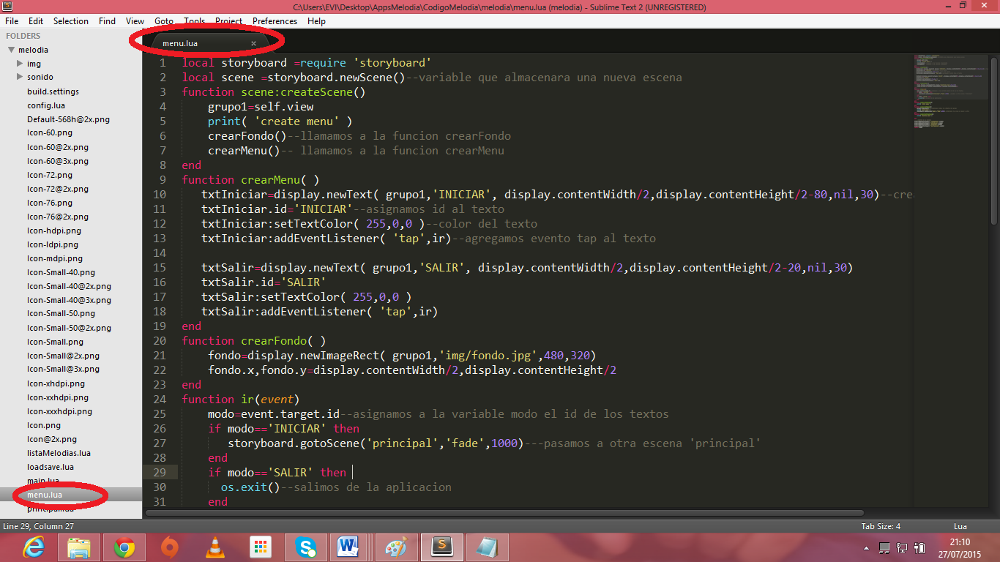 C:\Users\EVI\Desktop\AppsMelodia\CodigoMelodia\melodia\menu.lua (melodia) - Sublime Text 2 (UNREGISTERED)
File Edit Selection Find View Goto Tools Project Preferences Help
FOLDERS
melodia
img
sonido
build.settings
config.lua
Default-568h@2x.png
Icon-60.png
Icon-60@2x.png
Icon-60@3x.png
Icon-72.png
Icon-72@2x.png
Icon-76.png
Icon-76@2x.png
Icon-hdpi.png
Icon-ldpi.png
Icon-mdpi.png
Icon-Small-40.png
Icon-Small-40@2x.png
Icon-Small-40@3x.png
Icon-Small-50.png
Icon-Small-50@2x.png
Icon-Small.png
Icon-Small@2x.png
Icon-Small@3x.png
Icon-xhdpi.png
Icon-xxhdpi.png
Icon-xxxhdpi.png
Icon.png
Icon@2x.png
listaMelodias.lua
loadsave.lua
main.lua
menu.lua
principal.lua
menu.lua
1 local storyboard =require 'storyboard'
2 local scene =storyboard.newScene()--variable que almacenara una nueva escena
3 function scene:createScene()
4 grupo1=self.view
5 print( 'create menu' )
6 crearFondo()--llamamos a la funcion crearFondo
7 crearMenu()-- llamamos a la funcion crearMenu
8 end
9 function crearMenu( )
10 txtIniciar=display.newText( grupo1,'INICIAR', display.contentWidth/2,display.contentHeight/2-80,nil,30)--cre
11 txtIniciar.id='INICIAR'--asignamos id al texto
12 txtIniciar:setTextColor( 255,0,0 )--color del texto
13 txtIniciar:addEventListener( 'tap',ir)--agregamos evento tap al texto
14
15 txtSalir=display.newText( grupo1,'SALIR', display.contentWidth/2,display.contentHeight/2-20,nil,30)
16 txtSalir.id='SALIR'
17 txtSalir:setTextColor( 255,0,0 )
18 txtSalir:addEventListener( 'tap',ir)
19 end
20 function crearFondo( )
21 fondo=display.newImageRect( grupo1,'img/fondo.jpg',480,320)
22 fondo.x,fondo.y=display.contentWidth/2,display.contentHeight/2
23 end
24 function ir(event)
25 modo=event.target.id--asignamos a la variable modo el id de los textos
26 if modo=='INICIAR' then
27 storyboard.gotoScene('principal','fade',1000)---pasamos a otra escena 'principal'
28 end
29 if modo=='SALIR' then
30 os.exit()--salimos de la aplicacion
31 end
Line 29, Column 27 Tab Size: 4 Lua
21:10
27/07/2015